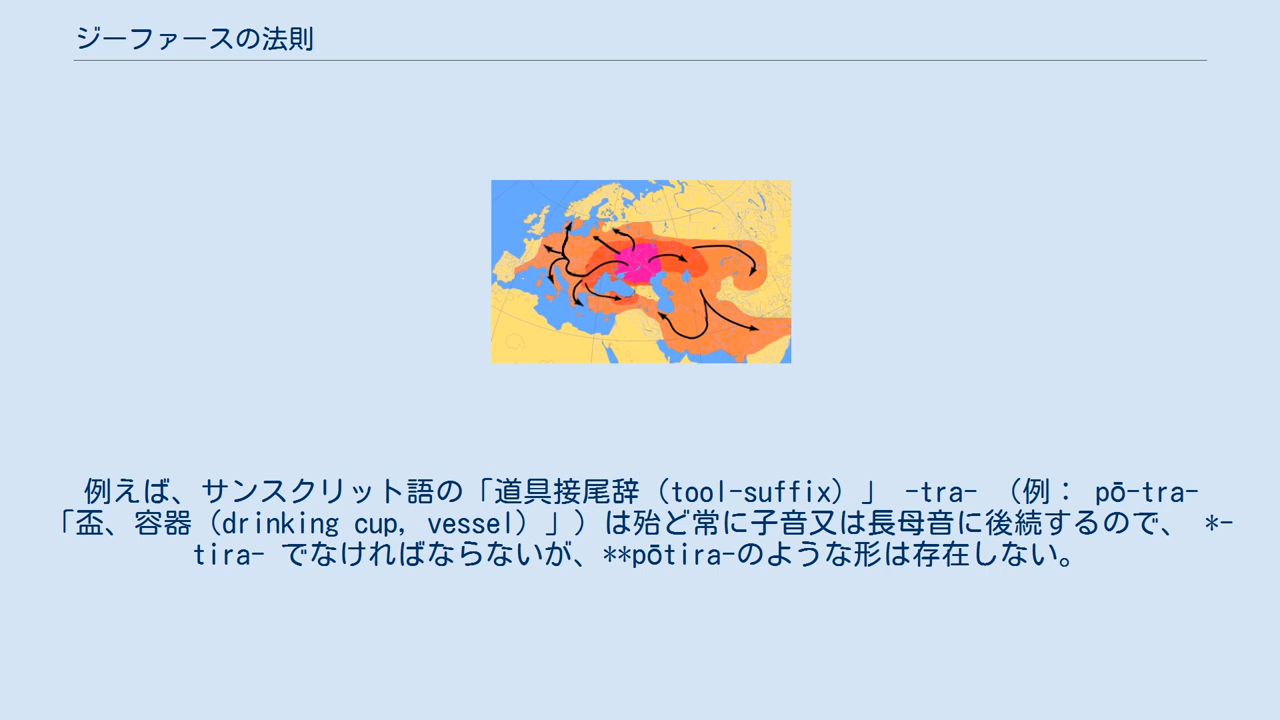 ジーファースの法則
例えば、サンスクリット語の「道具接尾辞（tool-suffix）」 -tra- （例： pō-tra-
「盃、容器（drinking cup, vessel）」）は殆ど常に子音又は長母音に後続するので、 *-
tira- でなければならないが、**pōtira-のような形は存在しない。